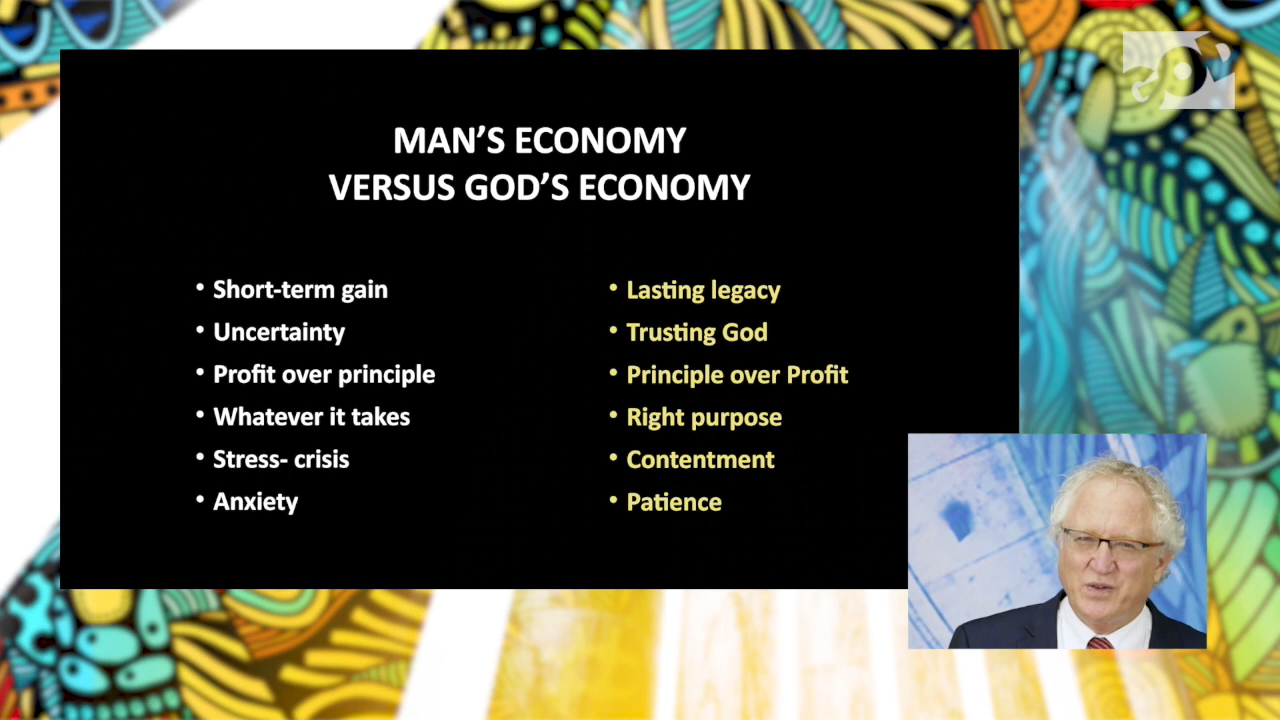 MAN’S ECONOMY
VERSUS GOD’S ECONOMY
• Short-term gain
• Uncertainty
• Profit over principle
• Whatever it takes
• Stress- crisis
• Anxiety
• Lasting legacy
• Trusting God
• Principle over Profit
• Right purpose
• Contentment
• Patience